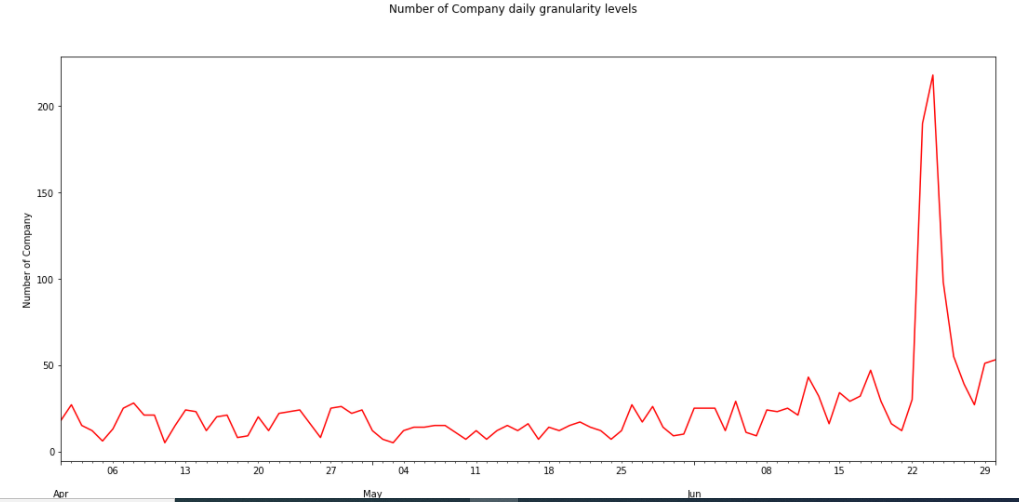 Number of Company daily granularity levels
Number of Company
200
150
100
50
0
06 13 20 27 04 11 18 25 08 15 22 29
Apr May Jun